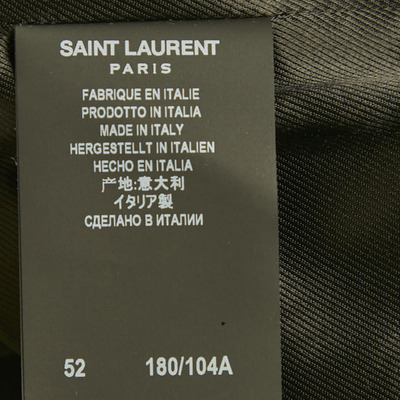 SAINT LAURENT
PARIS
FABRIQUE EN ITALIE
PRODOTTO IN ITALIA
MADE IN ITALY
HERGESTELLT IN ITALIEN
HECHO EN ITALIA
产地:意大利
イタリア製
СДЕЛАНО В ИТАЛИИ
52 180/104A